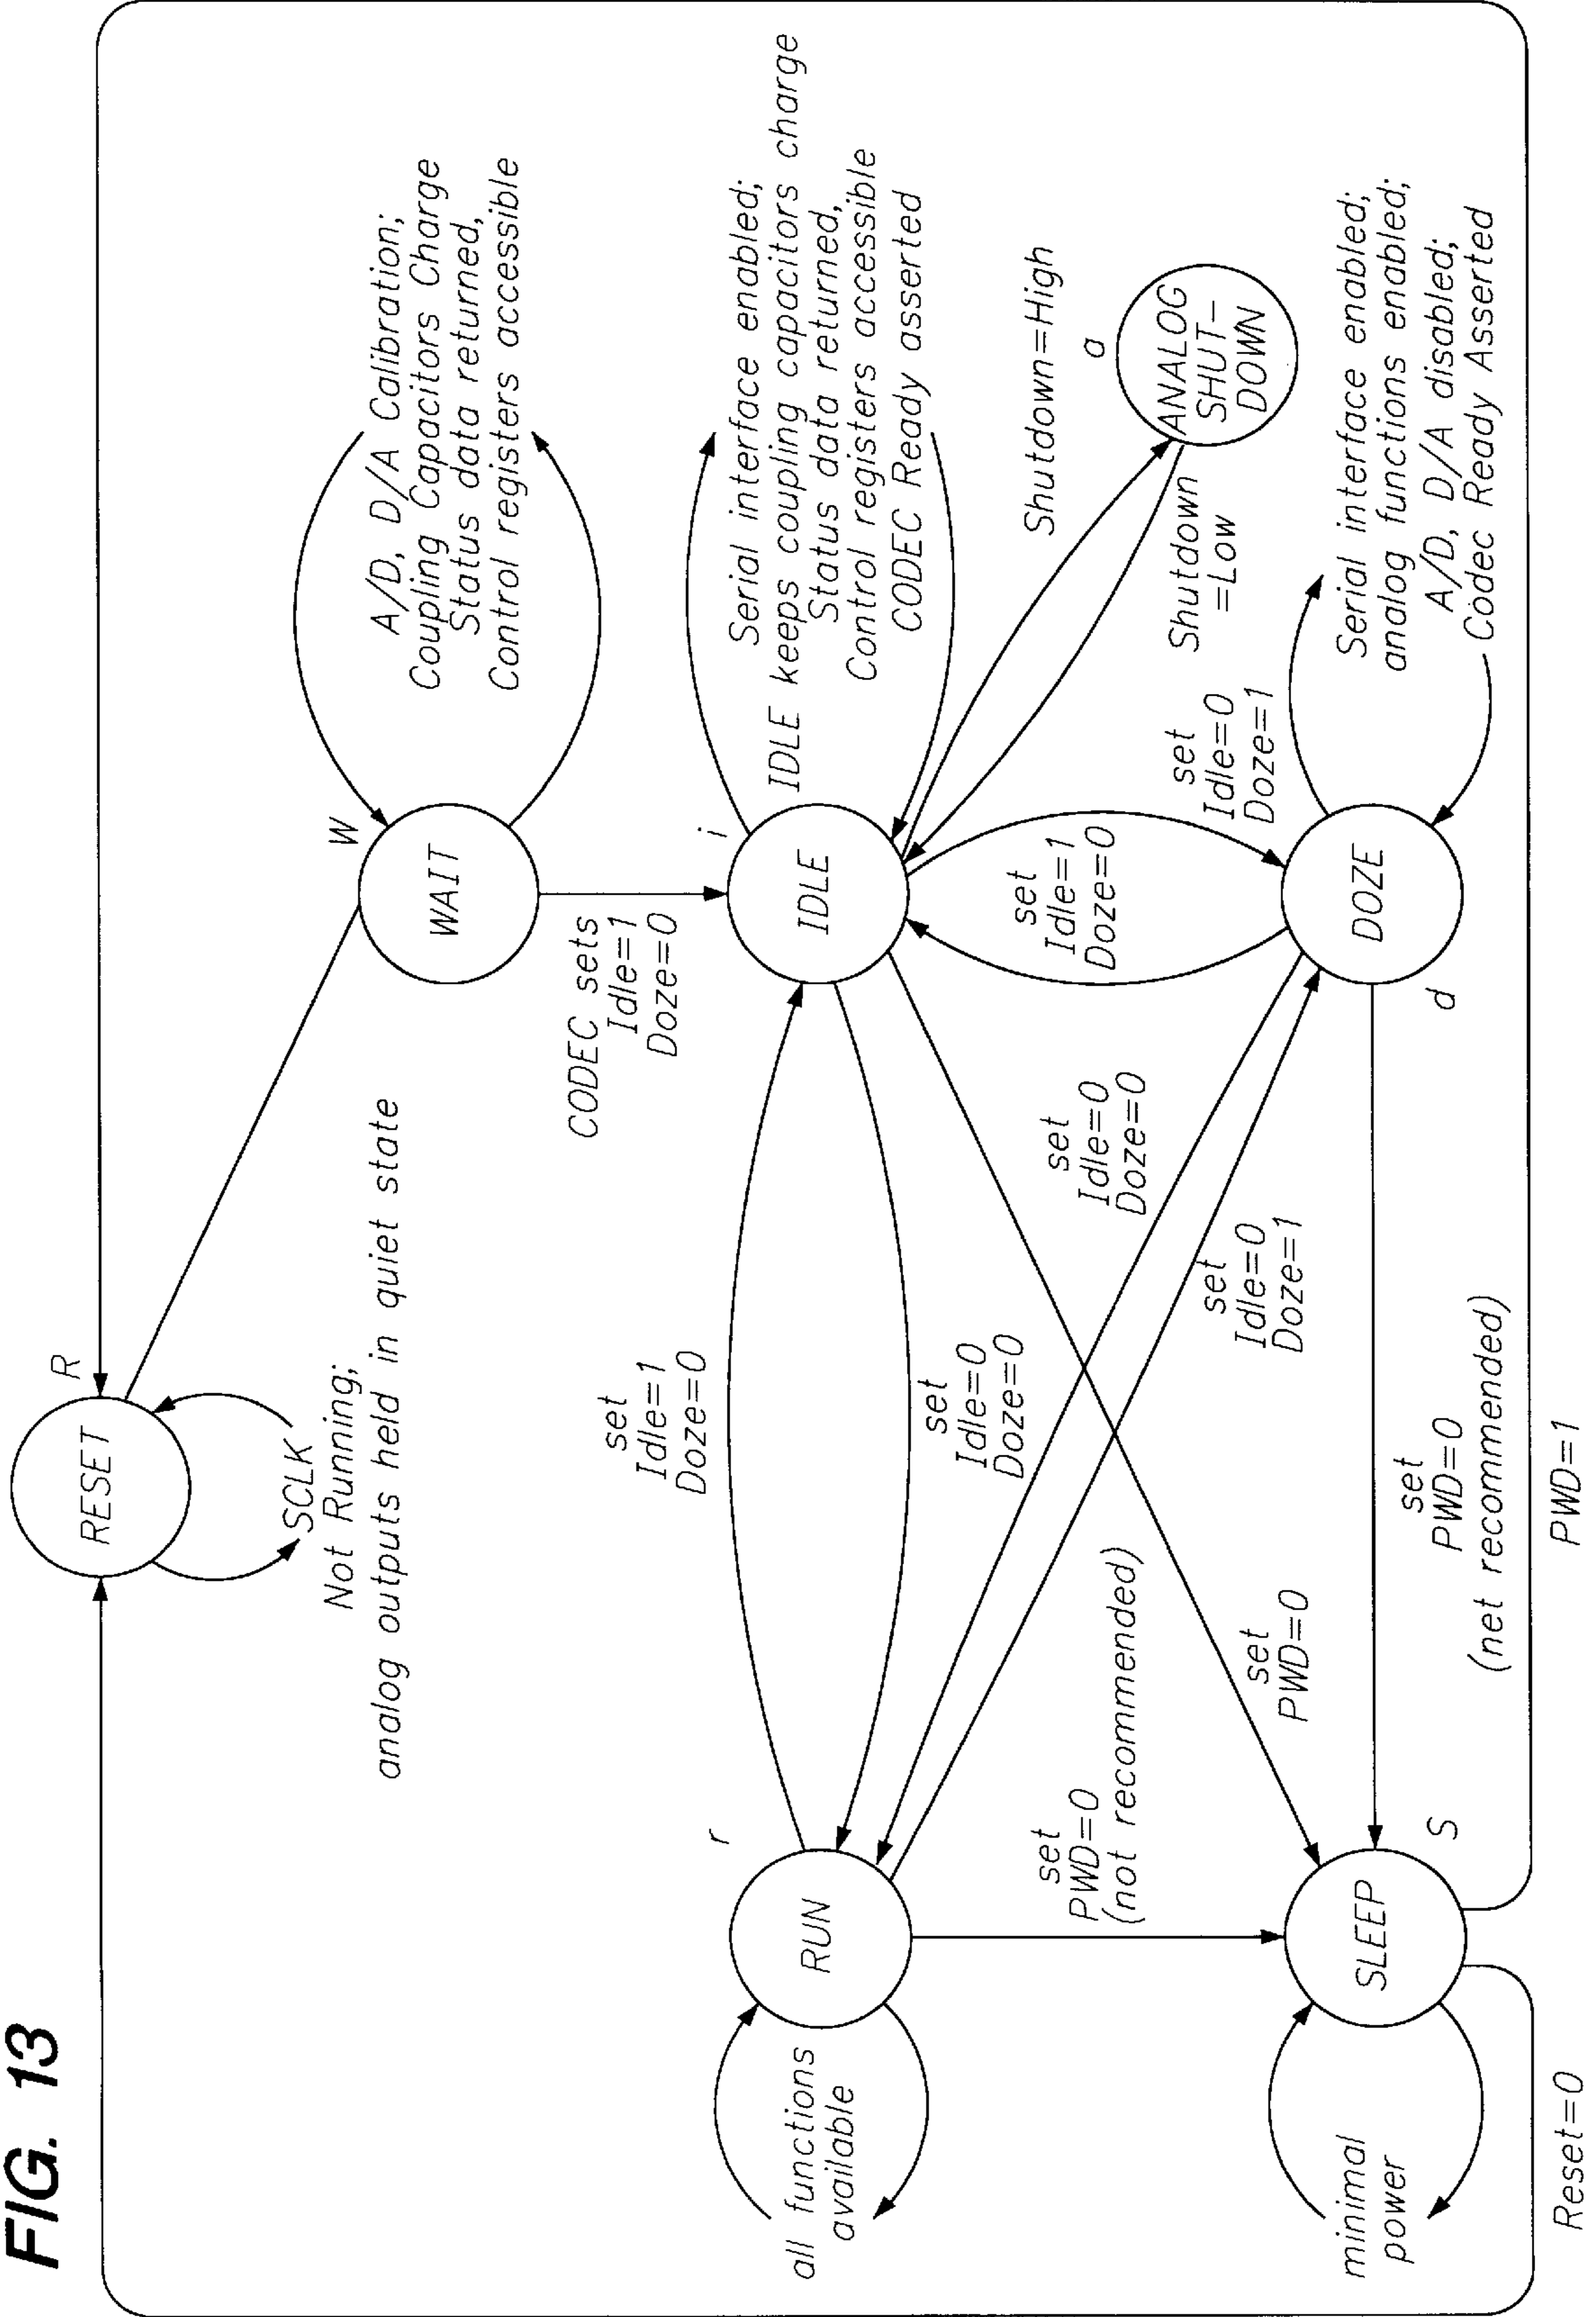 FIG. 13
R
RESET
SCLK
Not Running;
analog outputs held in quiet state
W
WAIT
A/D, D/A Calibration;
Coupling Capacitors Charge
Status data returned,
Control registers accessible
CODEC sets
Idle=1
Doze=0
r
RUN
all functions
available
set
Idle=1
Doze=0
set
Idle=0
Doze=0
i
IDLE
Serial interface enabled;
IDLE keeps coupling capacitors charge
Status data returned,
Control registers accessible
CODEC Ready asserted
Shutdown=High
a
ANALOG
SHUT-
DOWN
Shutdown
=Low
set
Idle=1
Doze=0
set
Idle=0
Doze=1
set
Idle=0
Doze=0
set
Idle=0
Doze=1
set
PWD=0
(not recommended)
set
PWD=0
SLEEP
S
minimal
power
set
PWD=0
(net recommended)
DOZE
d
Serial interface enabled;
analog functions enabled;
A/D, D/A disabled;
Codec Ready Asserted
Reset=0
PWD=1